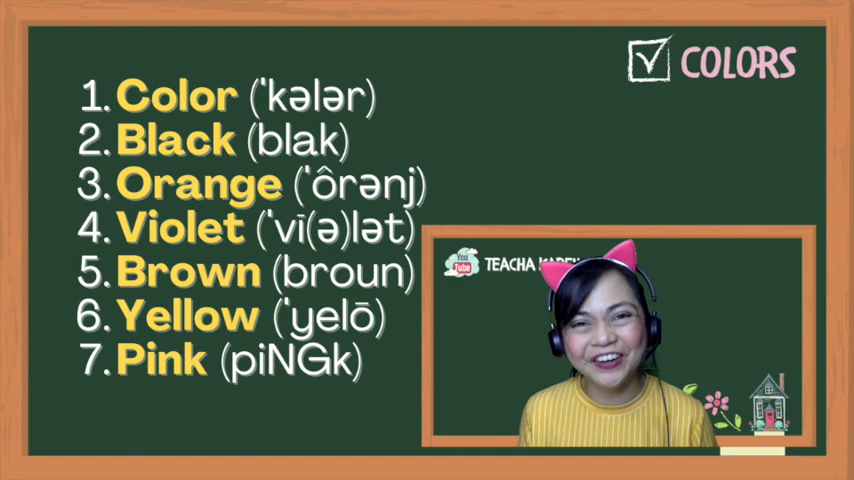 COLORS
1. Color (ˈkələr)
2. Black (blak)
3. Orange (ˈôrənj)
4. Violet (ˈvī(ə)lət)
5. Brown (broun)
6. Yellow (ˈyelō)
7. Pink (piNGk)
You
Tube
TEACHA